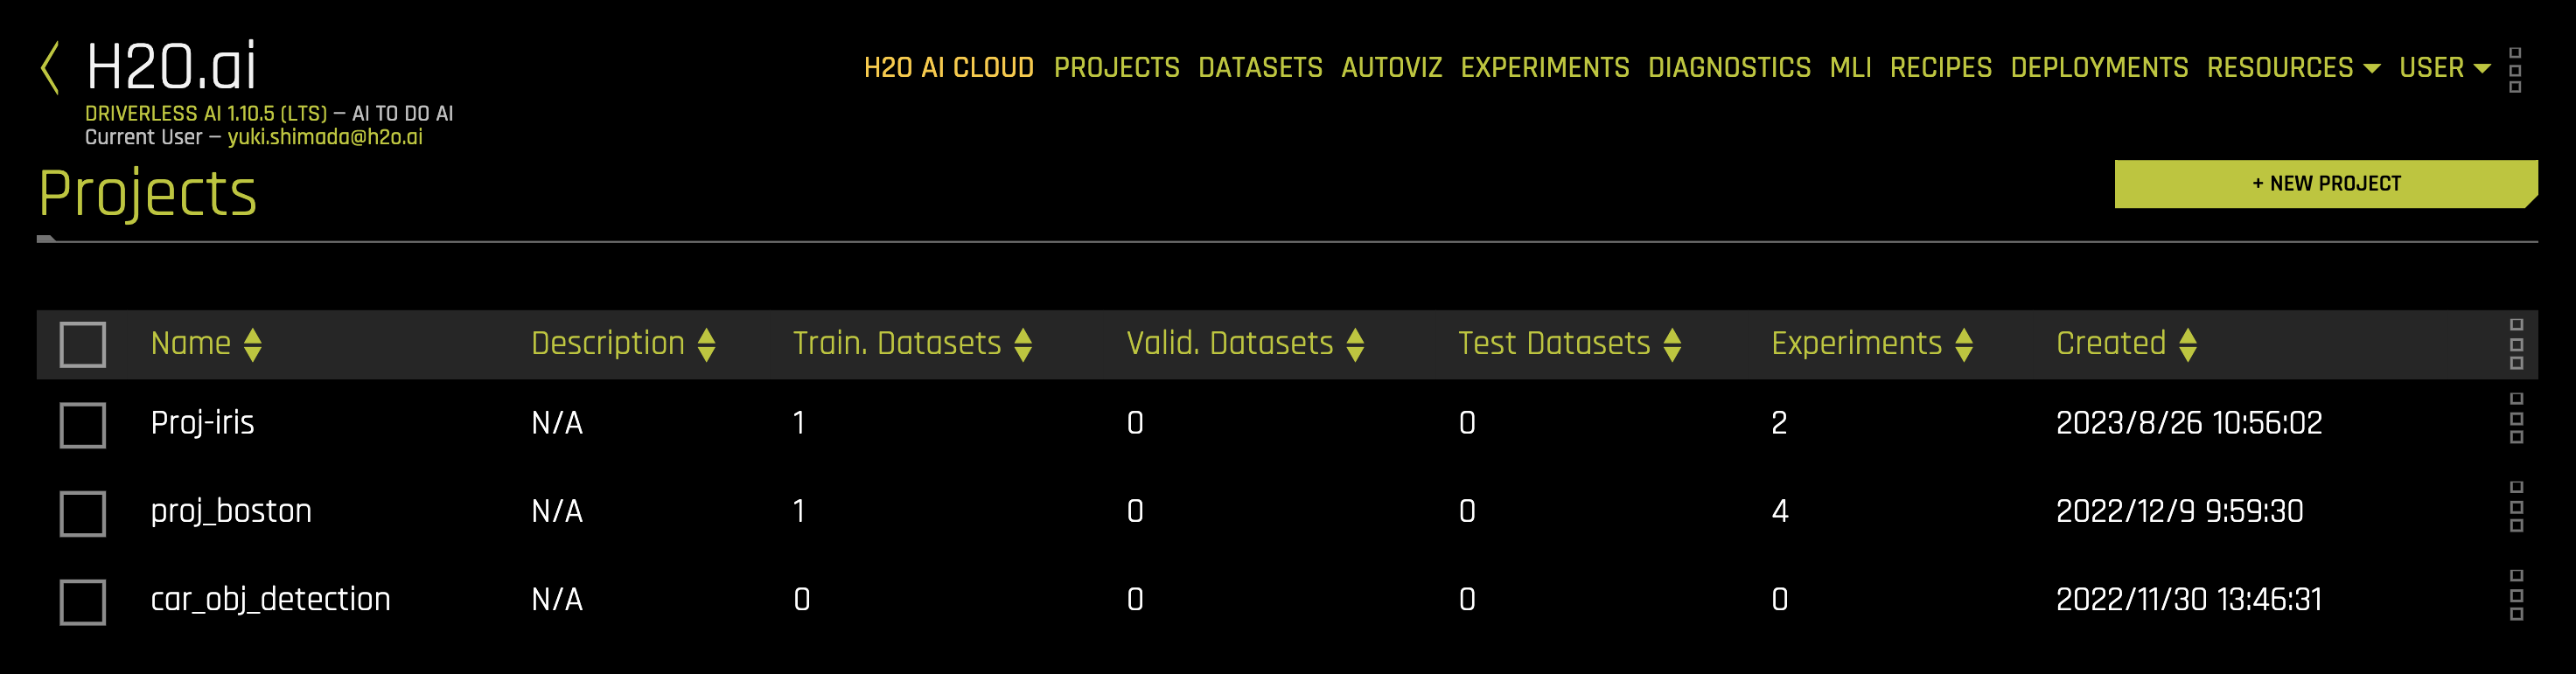 H2O.ai
DRIVERLESS AI 1.10.5 (LTS) — AI TO DO AI
Current User — yuki.shimada@h2o.ai
H2O AI CLOUD PROJECTS DATASETS AUTOVIZ EXPERIMENTS DIAGNOSTICS MLI RECIPES DEPLOYMENTS RESOURCES USER
Projects
+ NEW PROJECT
Name Description Train. Datasets Valid. Datasets Test Datasets Experiments Created
Proj-iris N/A 1 0 0 2 2023/8/26 10:56:02
proj_boston N/A 1 0 0 4 2022/12/9 9:59:30
car_obj_detection N/A 0 0 0 0 2022/11/30 13:46:31